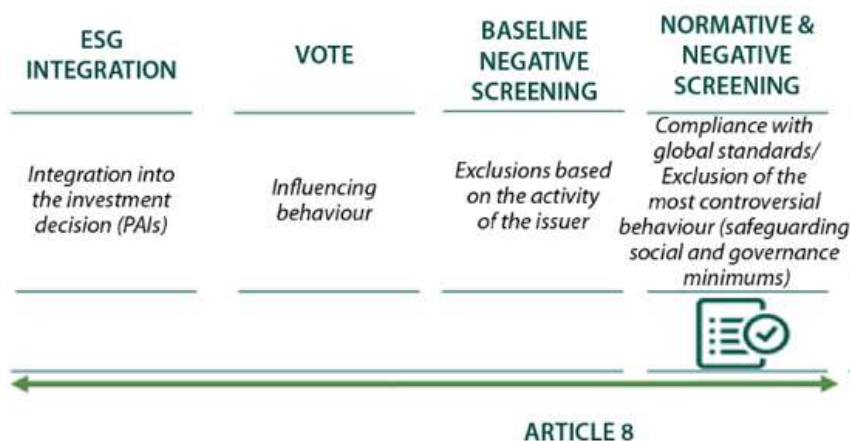 ESG
INTEGRATION
VOTE
BASELINE
NEGATIVE
SCREENING
NORMATIVE &
NEGATIVE
SCREENING
Integration into
the investment
decision (PAIs)
Influencing
behaviour
Exclusions based
on the activity
of the issuer
Compliance with
global standards/
Exclusion of the
most controversial
behaviour (safeguarding
social and governance
minimums)
ARTICLE 8